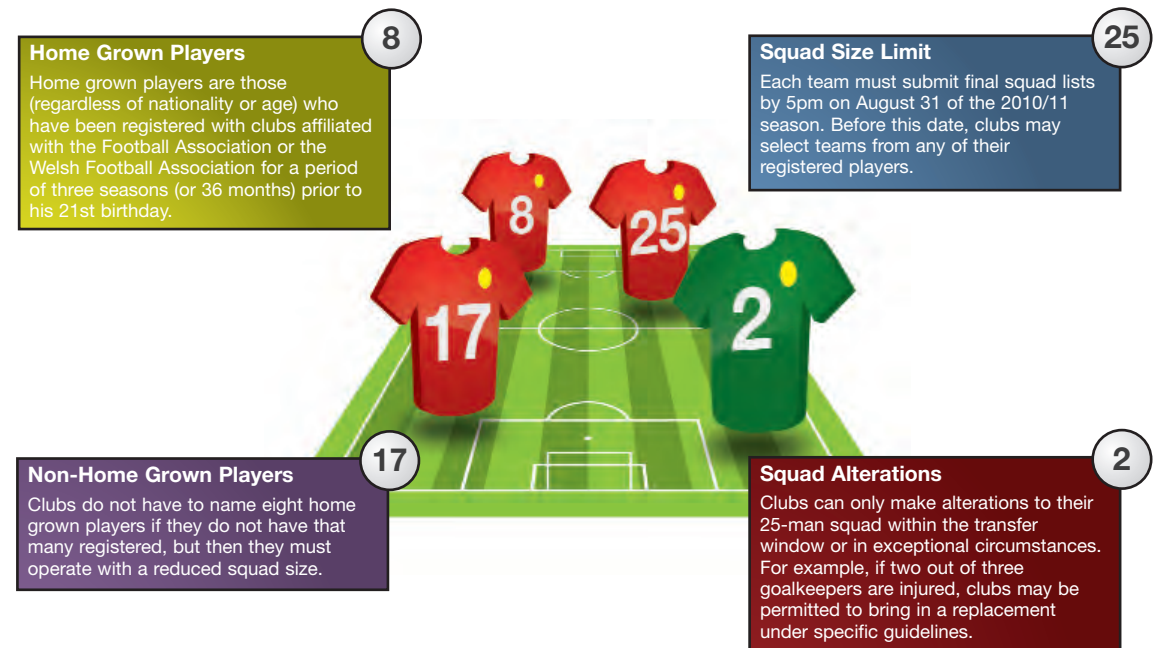 8
Home Grown Players
Home grown players are those
(regardless of nationality or age) who
have been registered with clubs affiliated
with the Football Association or the
Welsh Football Association for a period
of three seasons (or 36 months) prior to
his 21st birthday.
25
Squad Size Limit
Each team must submit final squad lists
by 5pm on August 31 of the 2010/11
season. Before this date, clubs may
select teams from any of their
registered players.
8
25
17
2
17
Non-Home Grown Players
Clubs do not have to name eight home
grown players if they do not have that
many registered, but then they must
operate with a reduced squad size.
2
Squad Alterations
Clubs can only make alterations to their
25-man squad within the transfer
window or in exceptional circumstances.
For example, if two out of three
goalkeepers are injured, clubs may be
permitted to bring in a replacement
under specific guidelines.